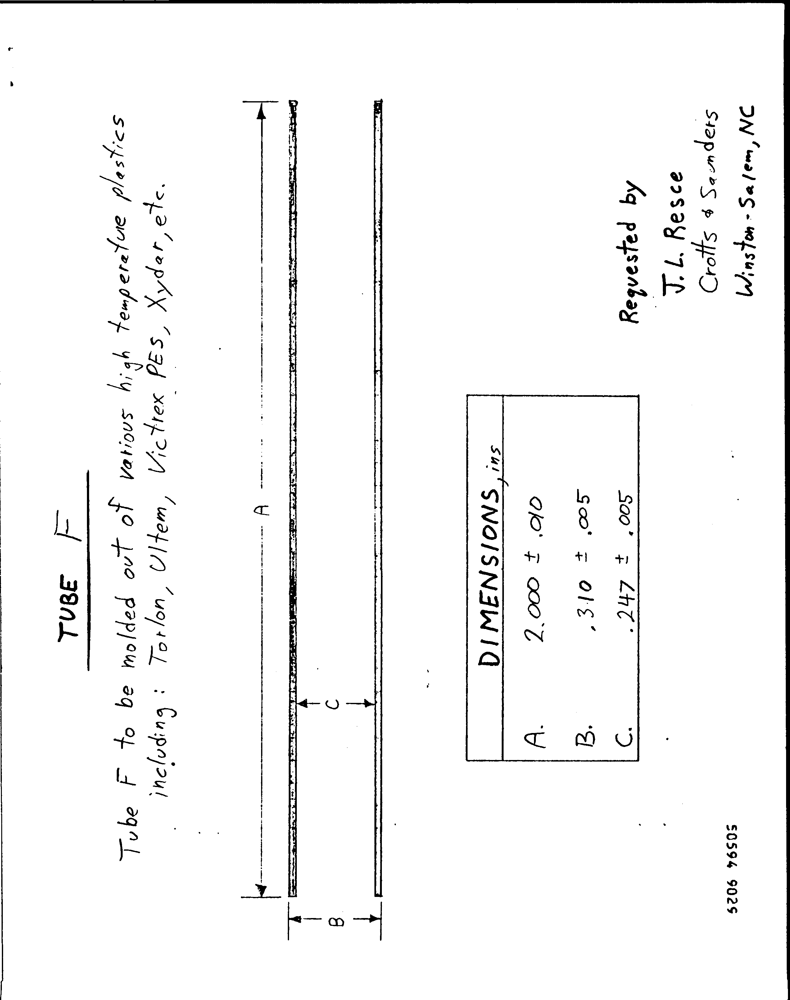 TUBE F
Tube F to be molded out of various high temperature plastics
including: Torlon, Ultem, Victrex PES, Xydar, etc.
A
B
C
DIMENSIONS, ins
A. 2.000 ± .010
B. .310 ± .005
C. .247 ± .005
Requested by
J. L. Resce
Crotts & Saunders
Winston-Salem, NC
50594 9025